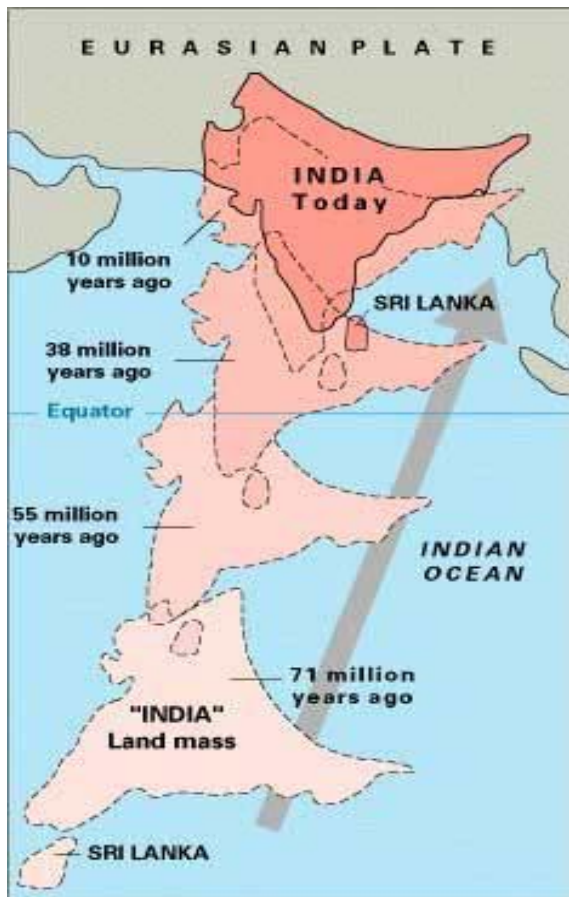 EURASIAN PLATE
INDIA
Today
10 million
years ago
SRI LANKA
38 million
years ago
Equator
55 million
years ago
INDIAN
OCEAN
71 million
years ago
"INDIA"
Land mass
SRI LANKA